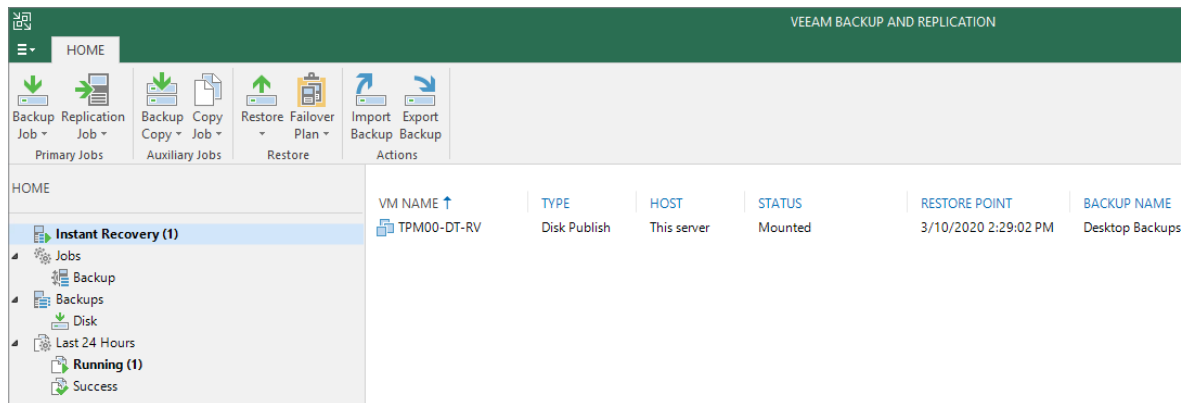 VEEAM BACKUP AND REPLICATION
HOME
Backup Replication Backup Copy Restore Failover Import Export
Job Job Copy Job Plan Backup Backup
Primary Jobs Auxiliary Jobs Restore Actions
HOME
VM NAME TYPE HOST STATUS RESTORE POINT BACKUP NAME
TPM00-DT-RV Disk Publish This server Mounted 3/10/2020 2:29:02 PM Desktop Backups
Instant Recovery (1)
Jobs
Backup
Backups
Disk
Last 24 Hours
Running (1)
Success